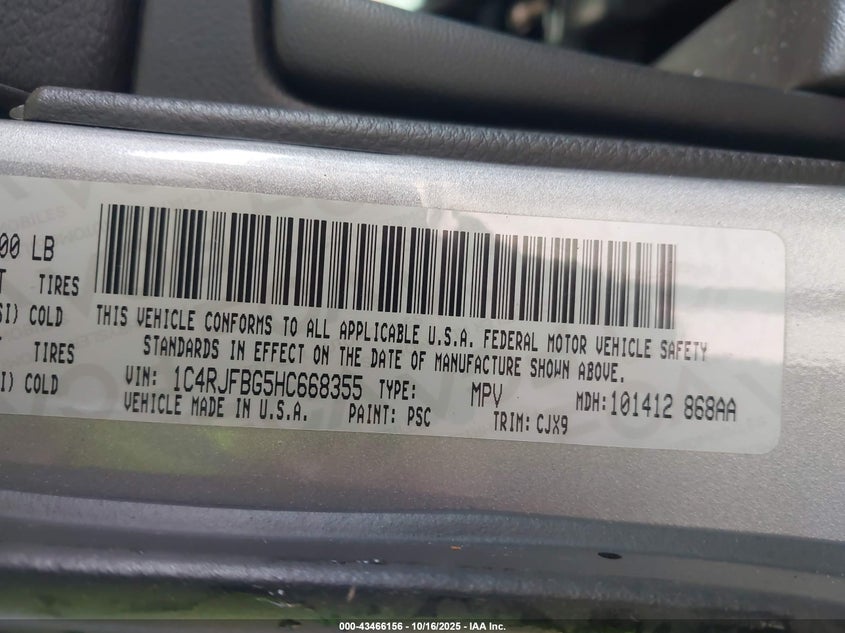 00 LB
T TIRES
SI) COLD
T TIRES
I) COLD
THIS VEHICLE CONFORMS TO ALL APPLICABLE U.S.A. FEDERAL MOTOR VEHICLE SAFETY
STANDARDS IN EFFECT ON THE DATE OF MANUFACTURE SHOWN ABOVE.
VIN: 1C4RJFBG5HC668355 TYPE: MPV MDH: 101412 868AA
VEHICLE MADE IN U.S.A. PAINT: PSC TRIM: CJX9
000-43466156 - 10/16/2025 - IAA Inc.